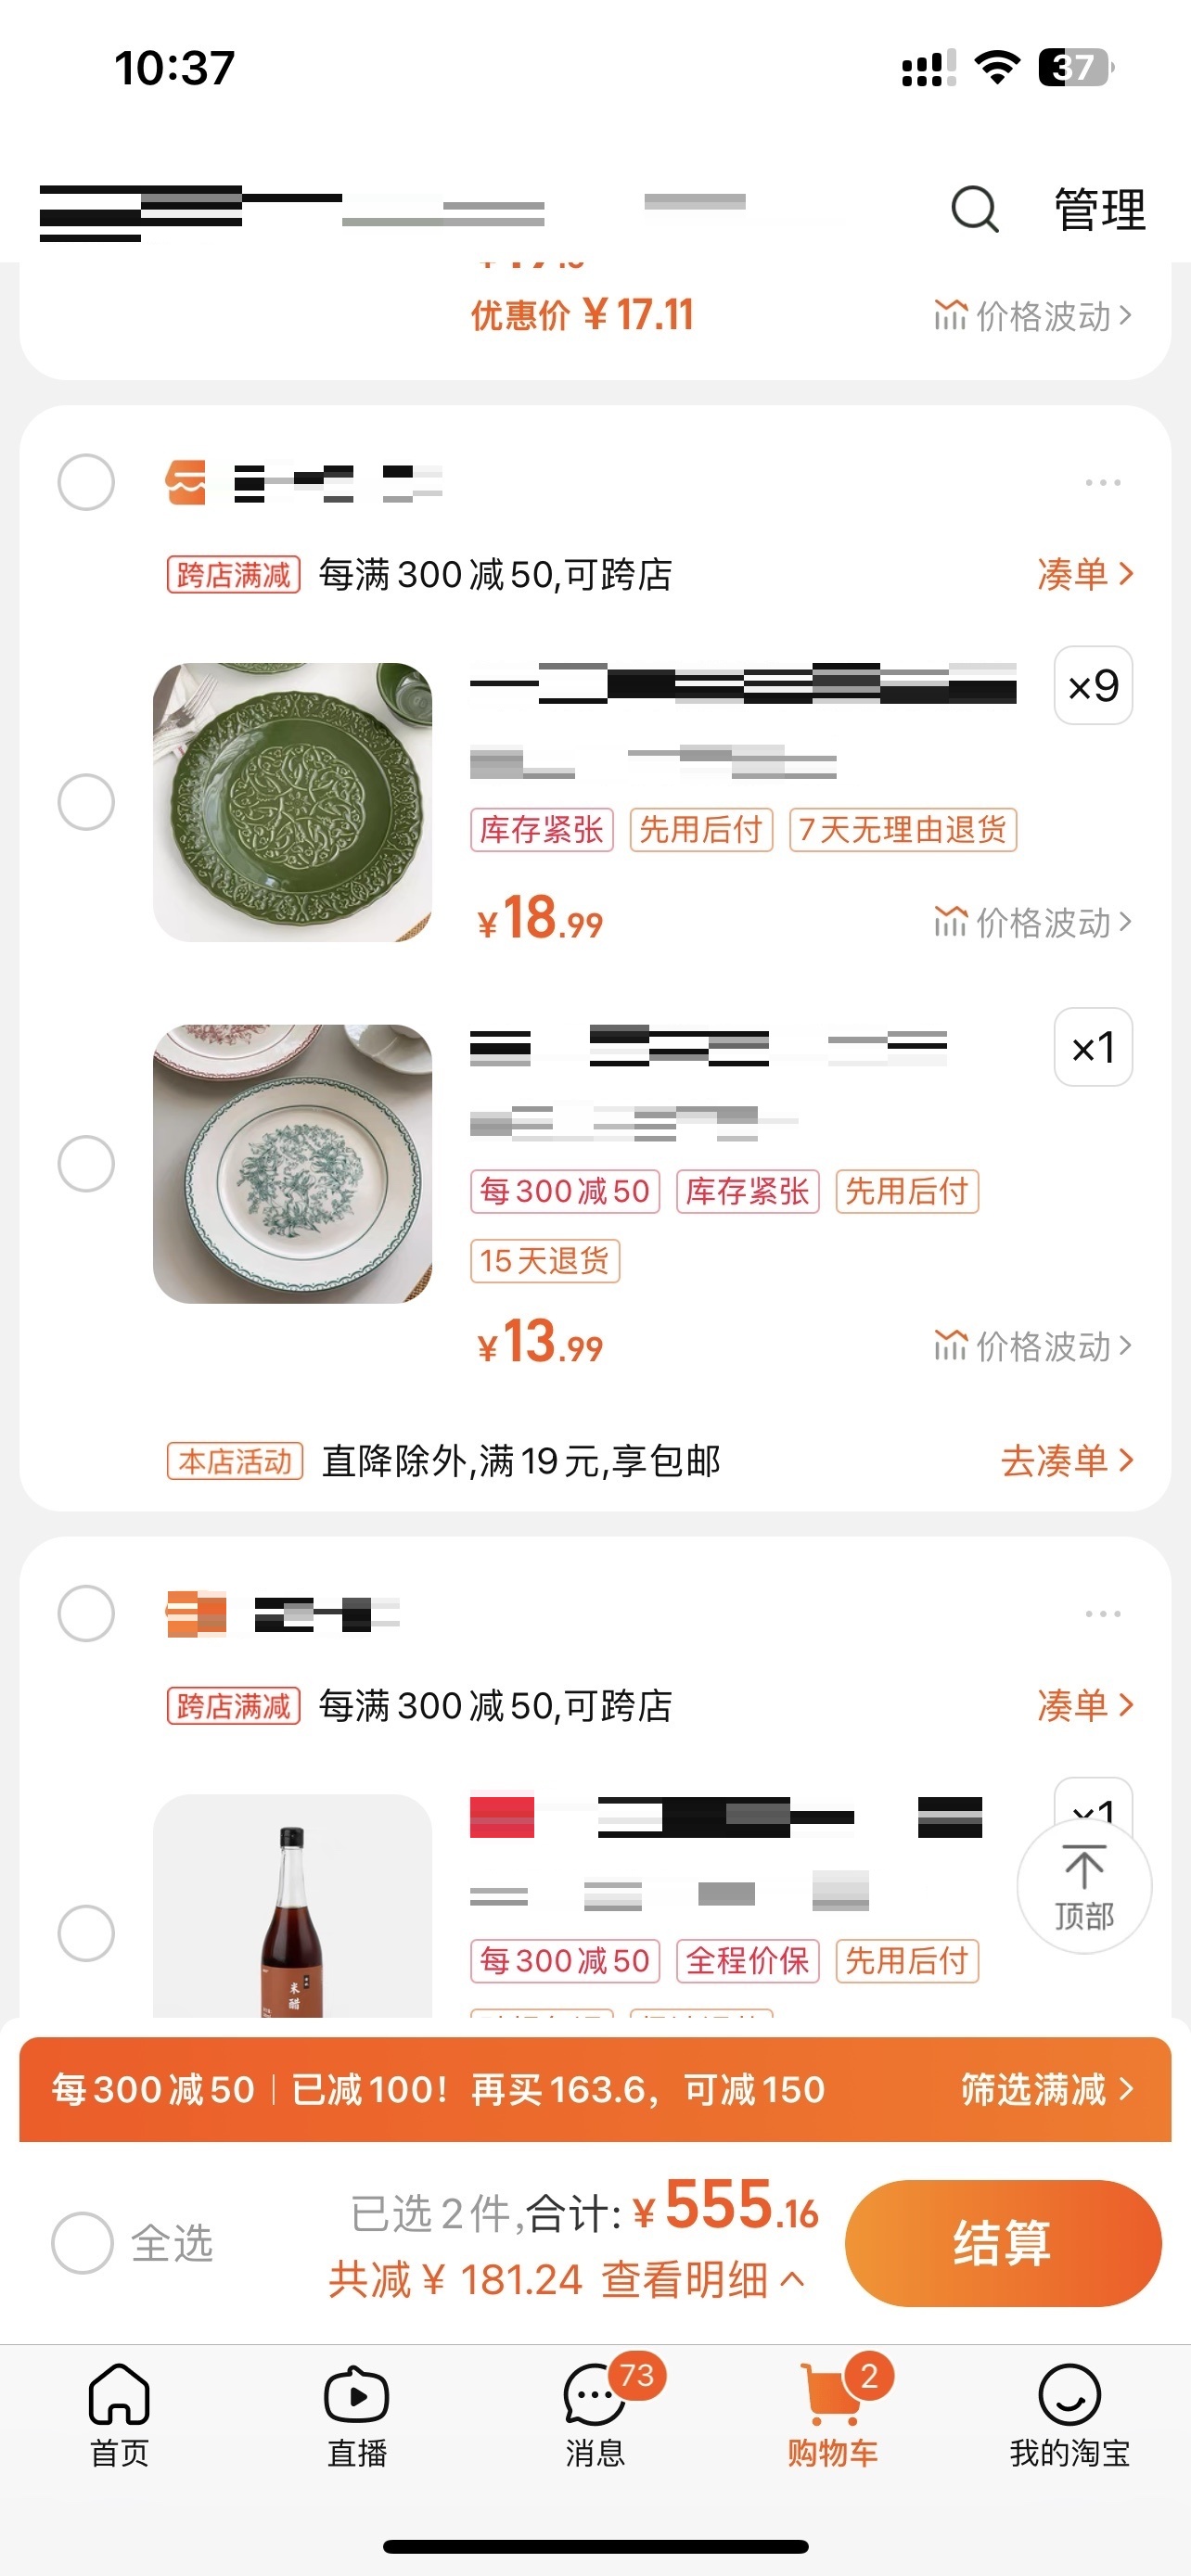 10:37
37
管理
优惠价 ¥17.11
价格波动
跨店满减 每满300减50,可跨店
凑单
×9
库存紧张 先用后付 7天无理由退货
¥18.99
价格波动
×1
每300减50 库存紧张 先用后付
15天退货
¥13.99
价格波动
本店活动 直降除外,满19元,享包邮
去凑单
跨店满减 每满300减50,可跨店
凑单
×1
米醋
每300减50 全程价保 先用后付
顶部
每300减50 | 已减100！再买163.6，可减150
筛选满减
全选
已选2件,合计:¥555.16
共减¥ 181.24 查看明细
结算
73
2
首页
直播
消息
购物车
我的淘宝